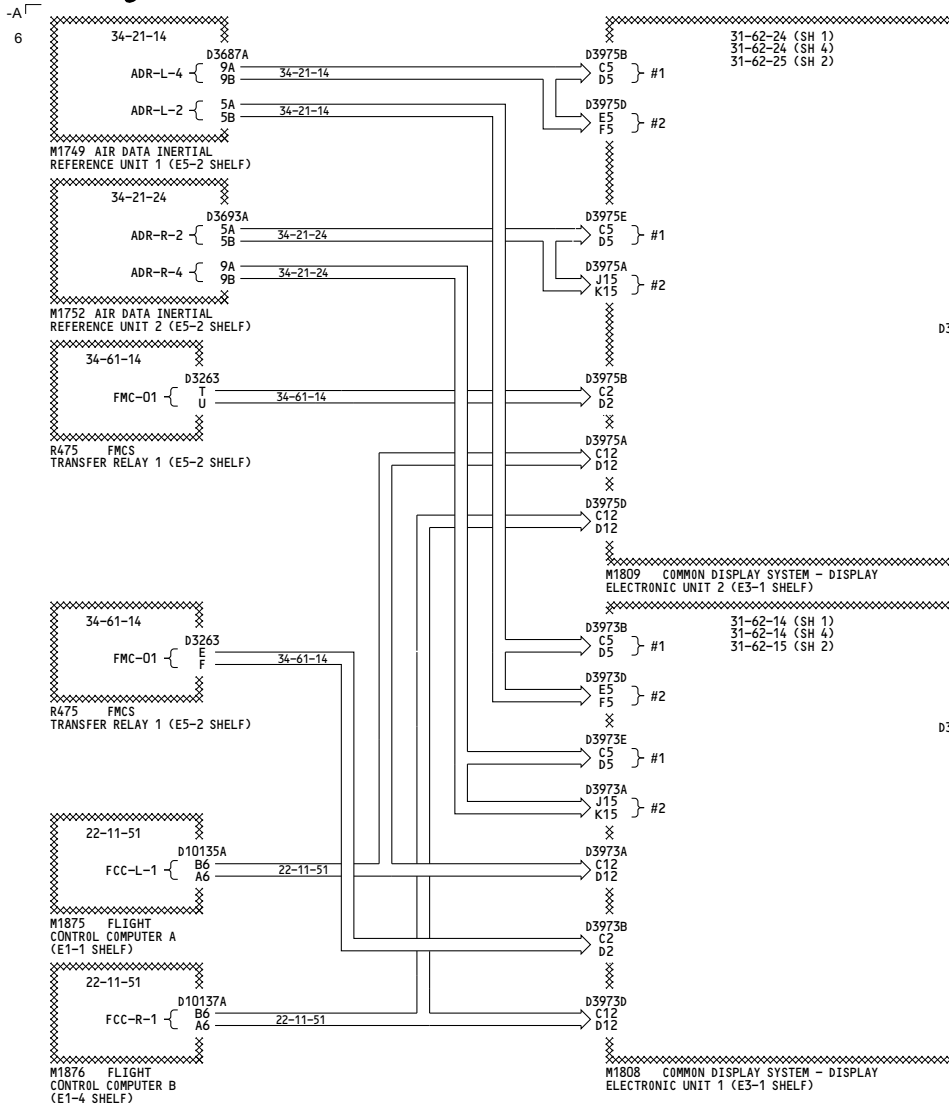 -A
6
34-21-14
D3687A
ADR-L-4 { 9A
9B
34-21-14
ADR-L-2 { 5A
5B
34-21-14
M1749 AIR DATA INERTIAL
REFERENCE UNIT 1 (E5-2 SHELF)
34-21-24
D3693A
ADR-R-2 { 5A
5B
34-21-24
ADR-R-4 { 9A
9B
34-21-24
M1752 AIR DATA INERTIAL
REFERENCE UNIT 2 (E5-2 SHELF)
34-61-14
D3263
FMC-01 { T
U
34-61-14
R475 FMCS
TRANSFER RELAY 1 (E5-2 SHELF)
34-61-14
D3263
FMC-01 { E
F
34-61-14
R475 FMCS
TRANSFER RELAY 1 (E5-2 SHELF)
22-11-51
D10135A
FCC-L-1 { B6
A6
22-11-51
M1875 FLIGHT
CONTROL COMPUTER A
(E1-1 SHELF)
22-11-51
D10137A
FCC-R-1 { B6
A6
22-11-51
M1876 FLIGHT
CONTROL COMPUTER B
(E1-4 SHELF)
31-62-24 (SH 1)
31-62-24 (SH 4)
31-62-25 (SH 2)
D3975B
C5
D5 } #1
D3975D
E5
F5 } #2
D3975E
C5
D5 } #1
D3975A
J15
K15 } #2
D3
D3975B
C2
D2
D3975A
C12
D12
D3975D
C12
D12
M1809 COMMON DISPLAY SYSTEM - DISPLAY
ELECTRONIC UNIT 2 (E3-1 SHELF)
31-62-14 (SH 1)
31-62-14 (SH 4)
31-62-15 (SH 2)
D3973B
C5
D5 } #1
D3973D
E5
F5 } #2
D3
D3973E
C5
D5 } #1
D3973A
J15
K15 } #2
D3973A
C12
D12
D3973B
C2
D2
D3973D
C12
D12
M1808 COMMON DISPLAY SYSTEM - DISPLAY
ELECTRONIC UNIT 1 (E3-1 SHELF)